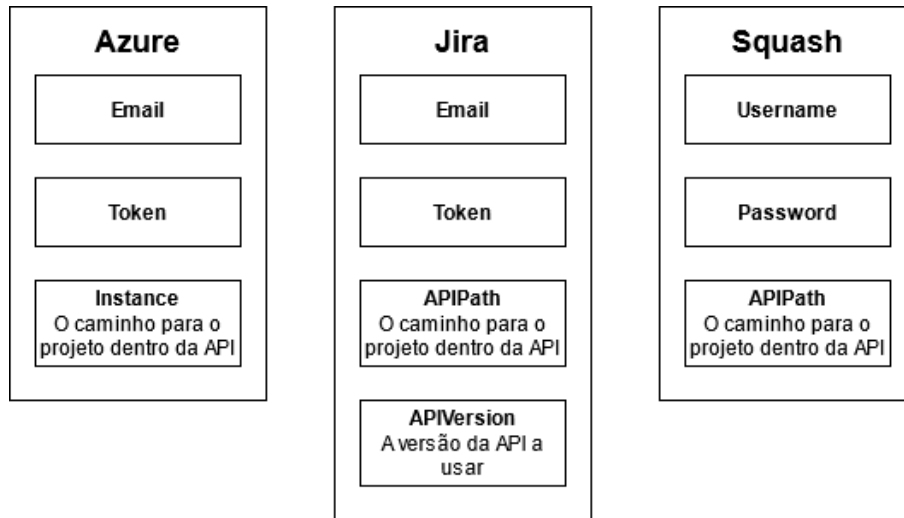 Azure
Email
Token
Instance
O caminho para o
projeto dentro da API
Jira
Email
Token
APIPath
O caminho para o
projeto dentro da API
APIVersion
A versão da API a
usar
Squash
Username
Password
APIPath
O caminho para o
projeto dentro da API